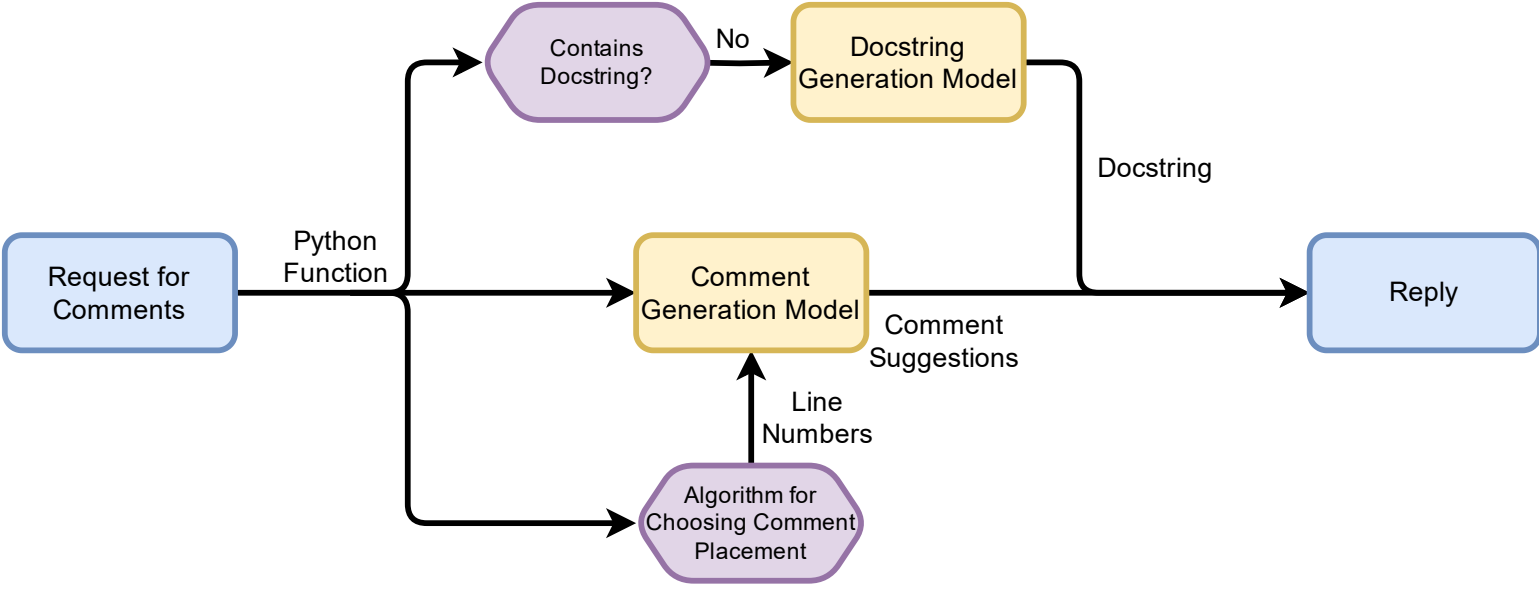 Contains
Docstring?
No
Docstring
Generation Model
Docstring
Request for
Comments
Python
Function
Comment
Generation Model
Comment
Suggestions
Reply
Line
Numbers
Algorithm for
Choosing Comment
Placement